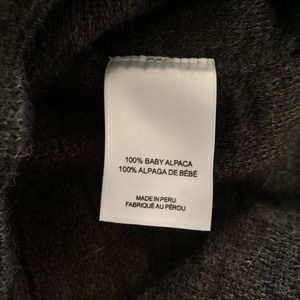 100% BABY ALPACA
100% ALPAGA DE BÉBÉ
MADE IN PERU
FABRIQUÉ AU PÉROU